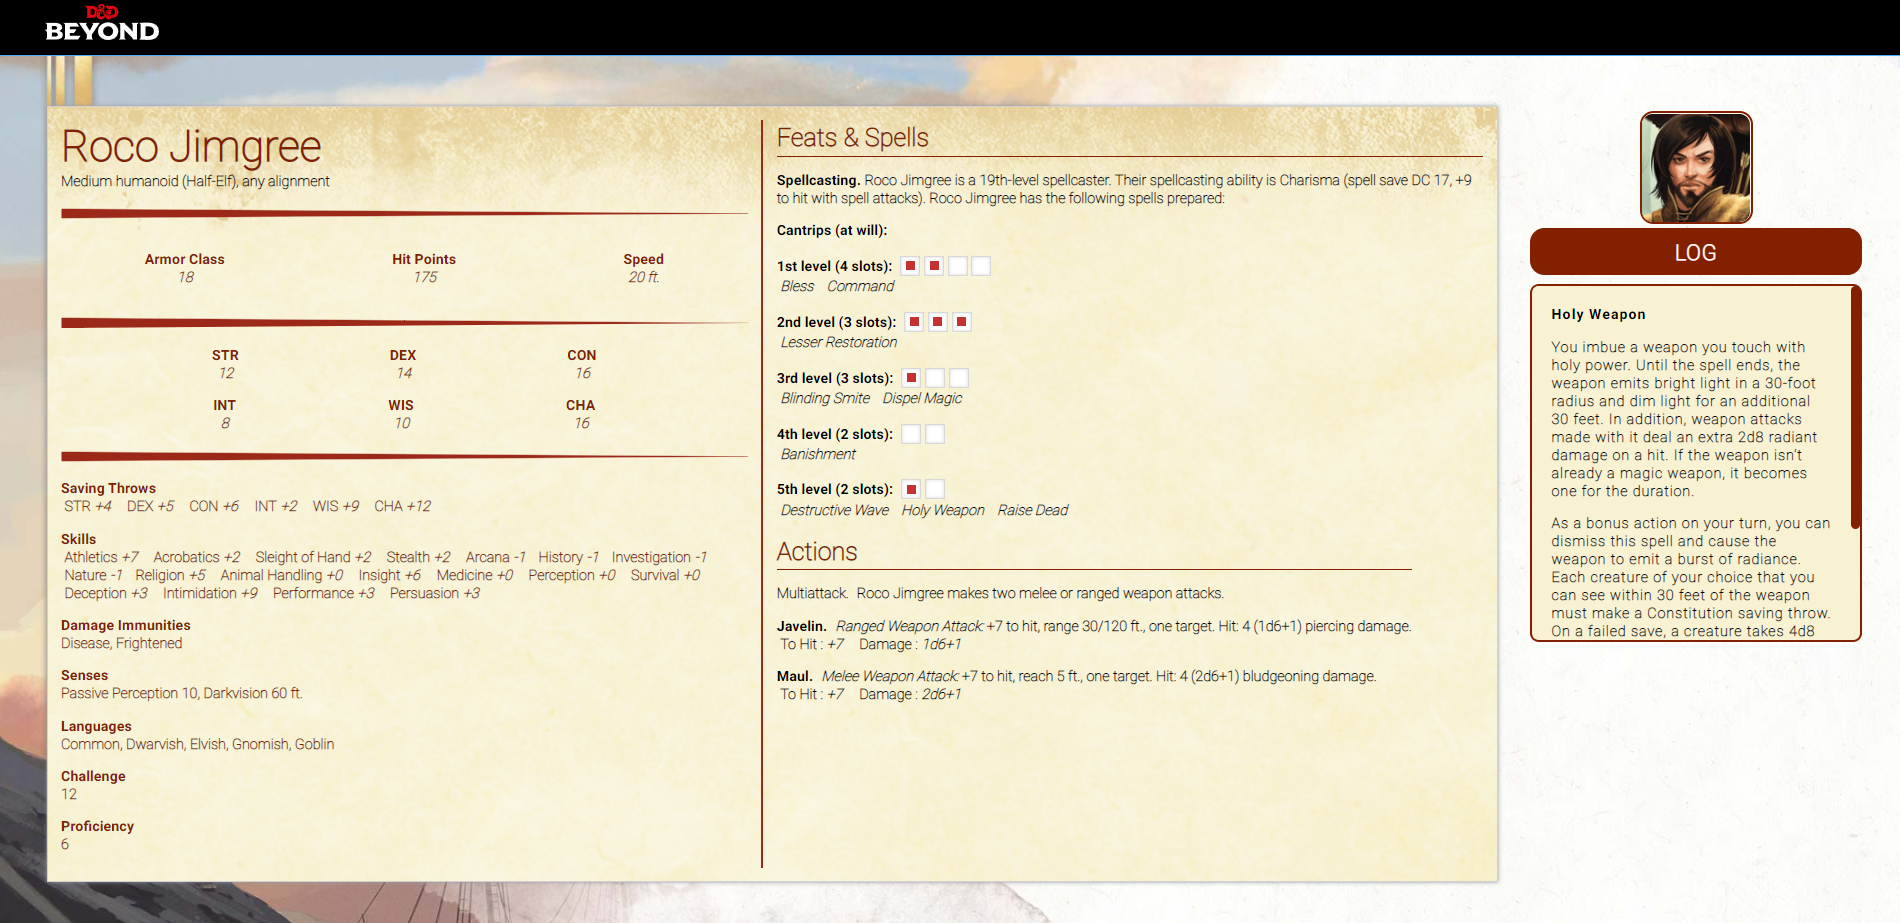 D&D
BEYOND
Roco Jimgree
Medium humanoid (Half-Elf), any alignment
Armor Class
18
Hit Points
175
Speed
20 ft.
STR
12
DEX
14
CON
16
INT
8
WIS
10
CHA
16
Saving Throws
STR +4 DEX +5 CON +6 INT +2 WIS +9 CHA +12
Skills
Athletics +7 Acrobatics +2 Sleight of Hand +2 Stealth +2 Arcana -1 History -1 Investigation -1
Nature -1 Religion +5 Animal Handling +0 Insight +6 Medicine +0 Perception +0 Survival +0
Deception +3 Intimidation +9 Performance +3 Persuasion +3
Damage Immunities
Disease, Frightened
Senses
Passive Perception 10, Darkvision 60 ft.
Languages
Common, Dwarvish, Elvish, Gnomish, Goblin
Challenge
12
Proficiency
6
Feats & Spells
Spellcasting. Roco Jimgree is a 19th-level spellcaster. Their spellcasting ability is Charisma (spell save DC 17, +9
to hit with spell attacks). Roco Jimgree has the following spells prepared:
Cantrips (at will):
1st level (4 slots):
Bless Command
2nd level (3 slots):
Lesser Restoration
3rd level (3 slots):
Blinding Smite Dispel Magic
4th level (2 slots):
Banishment
5th level (2 slots):
Destructive Wave Holy Weapon Raise Dead
Actions
Multiattack. Roco Jimgree makes two melee or ranged weapon attacks.
Javelin. Ranged Weapon Attack: +7 to hit, range 30/120 ft., one target. Hit: 4 (1d6+1) piercing damage.
To Hit : +7 Damage : 1d6+1
Maul. Melee Weapon Attack: +7 to hit, reach 5 ft., one target. Hit: 4 (2d6+1) bludgeoning damage.
To Hit : +7 Damage : 2d6+1
LOG
Holy Weapon
You imbue a weapon you touch with
holy power. Until the spell ends, the
weapon emits bright light in a 30-foot
radius and dim light for an additional
30 feet. In addition, weapon attacks
made with it deal an extra 2d8 radiant
damage on a hit. If the weapon isn't
already a magic weapon, it becomes
one for the duration.
As a bonus action on your turn, you can
dismiss this spell and cause the
weapon to emit a burst of radiance.
Each creature of your choice that you
can see within 30 feet of the weapon
must make a Constitution saving throw.
On a failed save, a creature takes 4d8